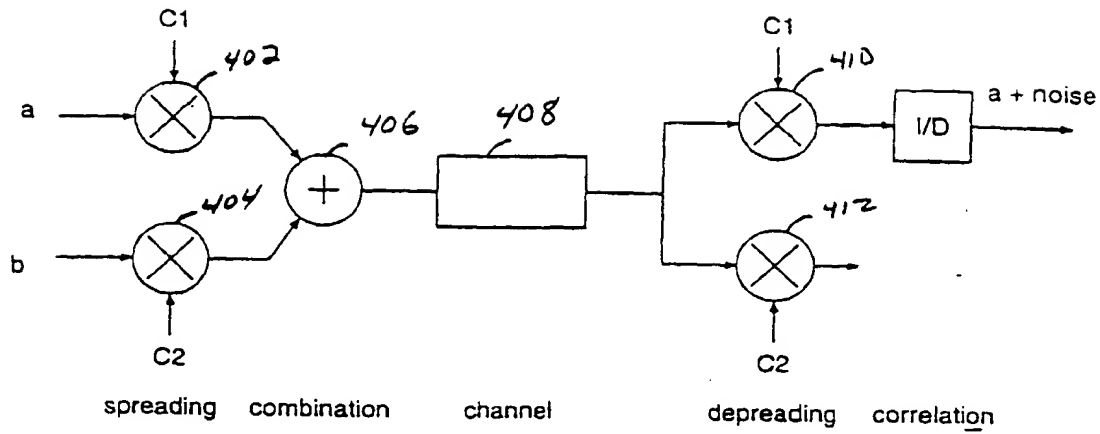 C1
402
a
406
408
404
b
C2
C1
410
I/D
a + noise
412
C2
spreading combination channel depreading correlation